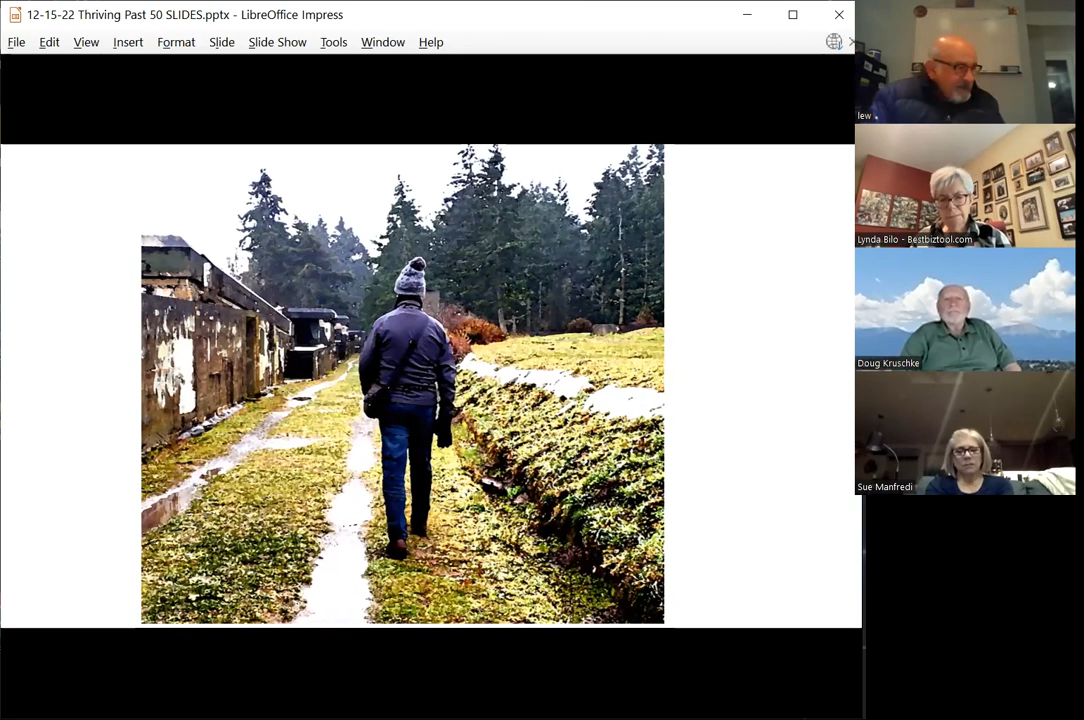 12-15-22 Thriving Past 50 SLIDES.pptx - LibreOffice Impress
File Edit View Insert Format Slide Slide Show Tools Window Help
lew
Lynda Bilo - Bestbiztool.com
Doug Kruschke
Sue Manfredi